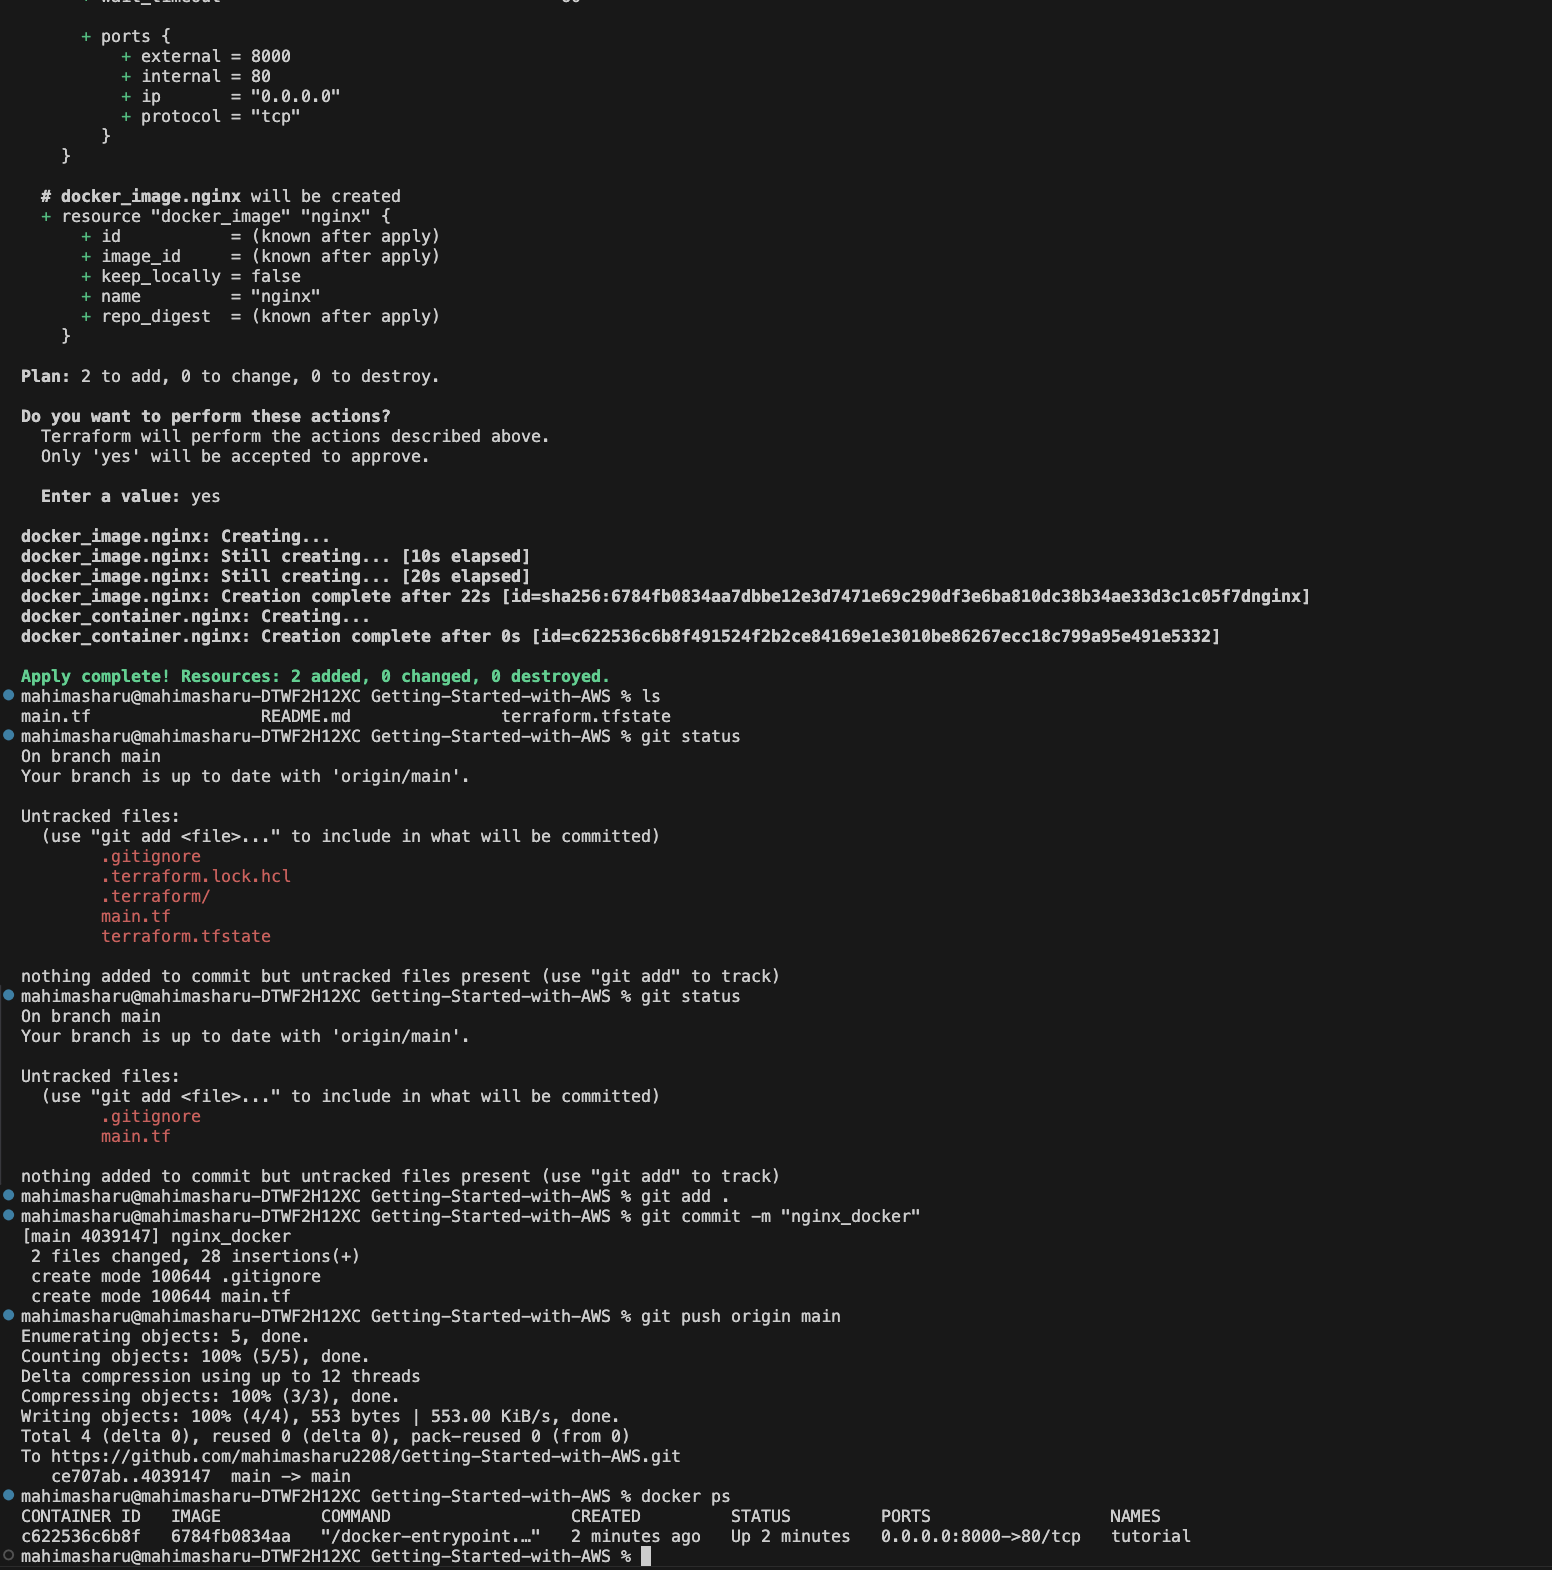 + ports {
+ external = 8000
+ internal = 80
+ ip       = "0.0.0.0"
+ protocol = "tcp"
}
}
# docker_image.nginx will be created
+ resource "docker_image" "nginx" {
+ id           = (known after apply)
+ image_id     = (known after apply)
+ keep_locally = false
+ name         = "nginx"
+ repo_digest  = (known after apply)
}
Plan: 2 to add, 0 to change, 0 to destroy.
Do you want to perform these actions?
Terraform will perform the actions described above.
Only 'yes' will be accepted to approve.
Enter a value: yes
docker_image.nginx: Creating...
docker_image.nginx: Still creating... [10s elapsed]
docker_image.nginx: Still creating... [20s elapsed]
docker_image.nginx: Creation complete after 22s [id=sha256:6784fb0834aa7dbbe12e3d7471e69c290df3e6ba810dc38b34ae33d3c1c05f7dnginx]
docker_container.nginx: Creating...
docker_container.nginx: Creation complete after 0s [id=c622536c6b8f491524f2b2ce84169e1e3010be86267ecc18c799a95e491e5332]
Apply complete! Resources: 2 added, 0 changed, 0 destroyed.
mahimasharu@mahimasharu-DTWF2H12XC Getting-Started-with-AWS % ls
main.tf                 README.md               terraform.tfstate
mahimasharu@mahimasharu-DTWF2H12XC Getting-Started-with-AWS % git status
On branch main
Your branch is up to date with 'origin/main'.
Untracked files:
(use "git add <file>..." to include in what will be committed)
.gitignore
.terraform.lock.hcl
.terraform/
main.tf
terraform.tfstate
nothing added to commit but untracked files present (use "git add" to track)
mahimasharu@mahimasharu-DTWF2H12XC Getting-Started-with-AWS % git status
On branch main
Your branch is up to date with 'origin/main'.
Untracked files:
(use "git add <file>..." to include in what will be committed)
.gitignore
main.tf
nothing added to commit but untracked files present (use "git add" to track)
mahimasharu@mahimasharu-DTWF2H12XC Getting-Started-with-AWS % git add .
mahimasharu@mahimasharu-DTWF2H12XC Getting-Started-with-AWS % git commit -m "nginx_docker"
[main 4039147] nginx_docker
2 files changed, 28 insertions(+)
create mode 100644 .gitignore
create mode 100644 main.tf
mahimasharu@mahimasharu-DTWF2H12XC Getting-Started-with-AWS % git push origin main
Enumerating objects: 5, done.
Counting objects: 100% (5/5), done.
Delta compression using up to 12 threads
Compressing objects: 100% (3/3), done.
Writing objects: 100% (4/4), 553 bytes | 553.00 KiB/s, done.
Total 4 (delta 0), reused 0 (delta 0), pack-reused 0 (from 0)
To https://github.com/mahimasharu2208/Getting-Started-with-AWS.git
ce707ab..4039147  main -> main
mahimasharu@mahimasharu-DTWF2H12XC Getting-Started-with-AWS % docker ps
CONTAINER ID   IMAGE          COMMAND                  CREATED         STATUS         PORTS                  NAMES
c622536c6b8f   6784fb0834aa   "/docker-entrypoint.…"   2 minutes ago   Up 2 minutes   0.0.0.0:8000->80/tcp   tutorial
mahimasharu@mahimasharu-DTWF2H12XC Getting-Started-with-AWS %